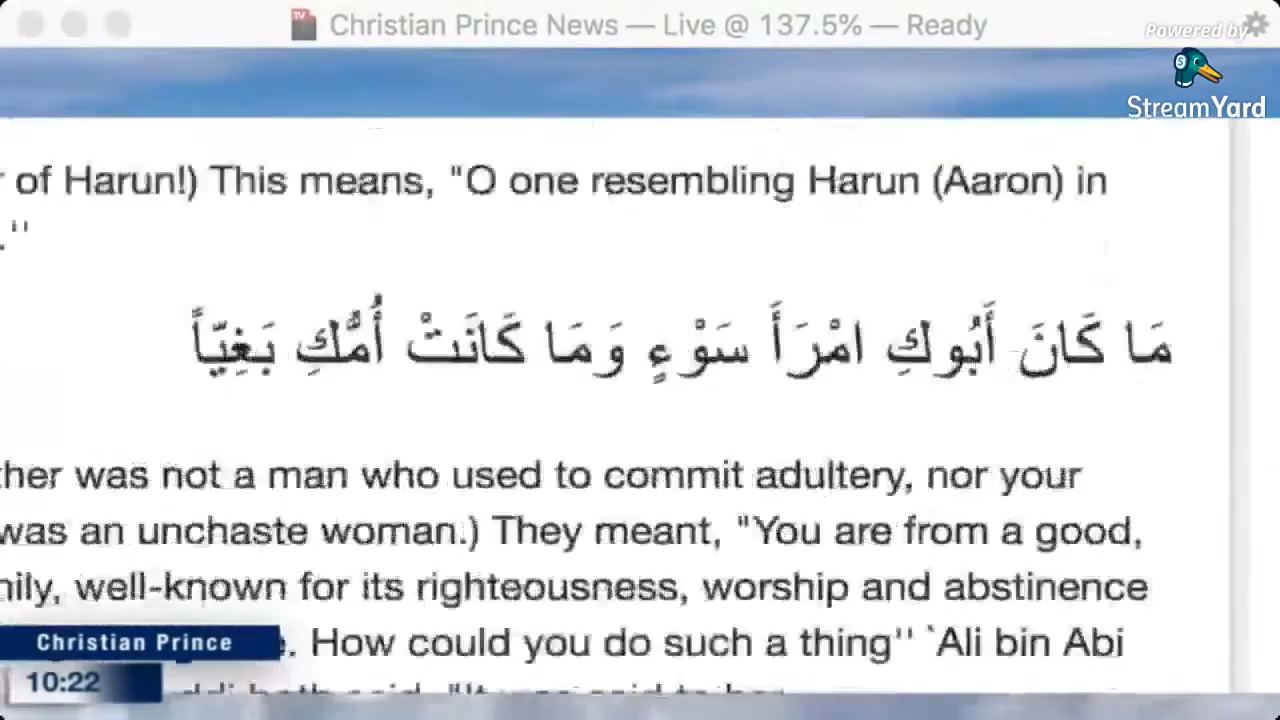 Christian Prince News — Live @ 137.5% — Ready
Powered by
StreamYard
of Harun!) This means, "O one resembling Harun (Aaron) in
."
مَا كَانَ أَبُوكِ امْرَأَ سَوْءٍ وَمَا كَانَتْ أُمُّكِ بَغِيّاً
ther was not a man who used to commit adultery, nor your
was an unchaste woman.) They meant, "You are from a good,
ily, well-known for its righteousness, worship and abstinence
. How could you do such a thing'' `Ali bin Abi
Christian Prince
10:22